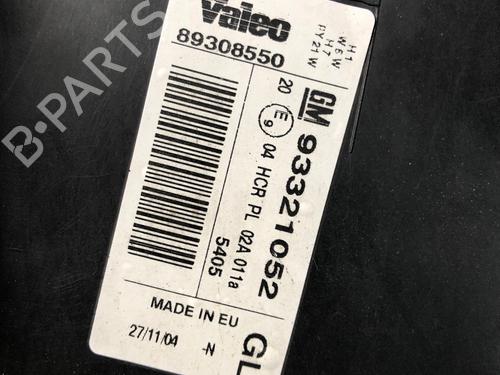 Valeo
89308550
H1
W5W
H7
PY21W
GM 93321052
20 E9 04 HCR PL 02A 011a
5405
MADE IN EU
27/11/04 -N
GL
B-PARTS